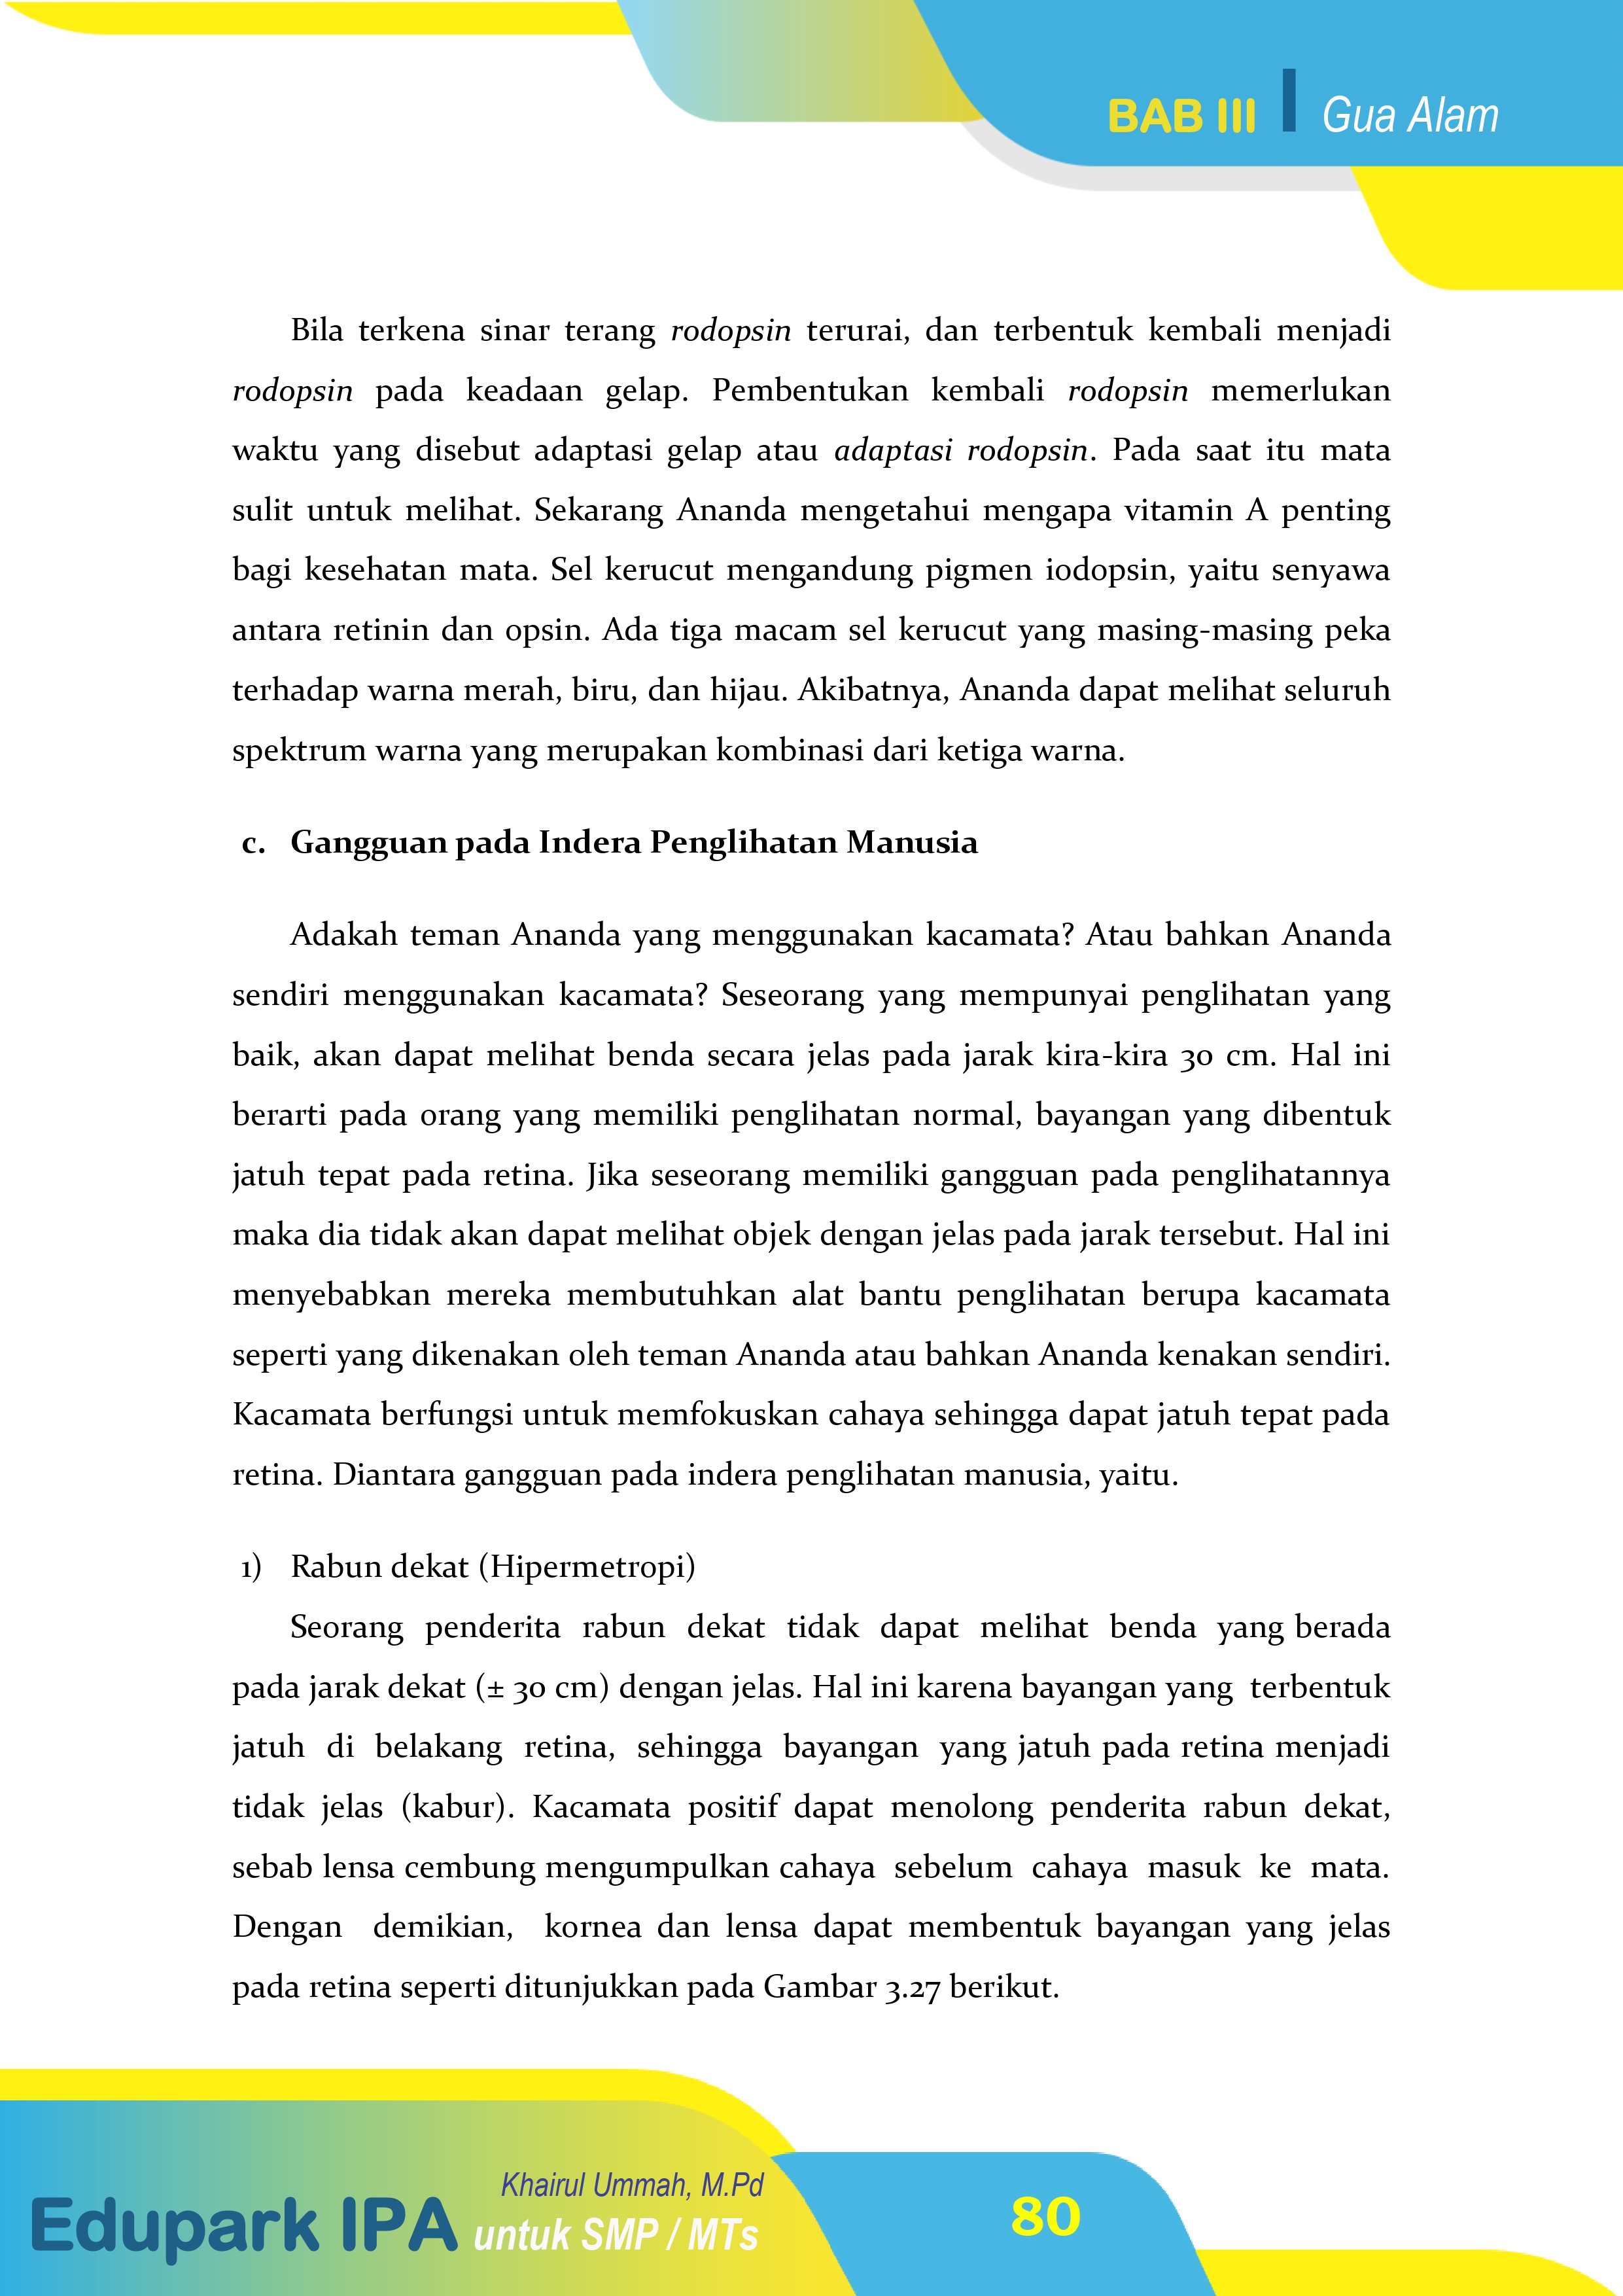 BAB III | Gua Alam
Bila terkena sinar terang rodopsin terurai, dan terbentuk kembali menjadi
rodopsin pada keadaan gelap. Pembentukan kembali rodopsin memerlukan
waktu yang disebut adaptasi gelap atau adaptasi rodopsin. Pada saat itu mata
sulit untuk melihat. Sekarang Ananda mengetahui mengapa vitamin A penting
bagi kesehatan mata. Sel kerucut mengandung pigmen iodopsin, yaitu senyawa
antara retinin dan opsin. Ada tiga macam sel kerucut yang masing-masing peka
terhadap warna merah, biru, dan hijau. Akibatnya, Ananda dapat melihat seluruh
spektrum warna yang merupakan kombinasi dari ketiga warna.
c. Gangguan pada Indera Penglihatan Manusia
Adakah teman Ananda yang menggunakan kacamata? Atau bahkan Ananda
sendiri menggunakan kacamata? Seseorang yang mempunyai penglihatan yang
baik, akan dapat melihat benda secara jelas pada jarak kira-kira 30 cm. Hal ini
berarti pada orang yang memiliki penglihatan normal, bayangan yang dibentuk
jatuh tepat pada retina. Jika seseorang memiliki gangguan pada penglihatannya
maka dia tidak akan dapat melihat objek dengan jelas pada jarak tersebut. Hal ini
menyebabkan mereka membutuhkan alat bantu penglihatan berupa kacamata
seperti yang dikenakan oleh teman Ananda atau bahkan Ananda kenakan sendiri.
Kacamata berfungsi untuk memfokuskan cahaya sehingga dapat jatuh tepat pada
retina. Diantara gangguan pada indera penglihatan manusia, yaitu.
1) Rabun dekat (Hipermetropi)
Seorang penderita rabun dekat tidak dapat melihat benda yang berada
pada jarak dekat (± 30 cm) dengan jelas. Hal ini karena bayangan yang terbentuk
jatuh di belakang retina, sehingga bayangan yang jatuh pada retina menjadi
tidak jelas (kabur). Kacamata positif dapat menolong penderita rabun dekat,
sebab lensa cembung mengumpulkan cahaya sebelum cahaya masuk ke mata.
Dengan demikian, kornea dan lensa dapat membentuk bayangan yang jelas
pada retina seperti ditunjukkan pada Gambar 3.27 berikut.
Khairul Ummah, M.Pd
Edupark IPA untuk SMP / MTs
80